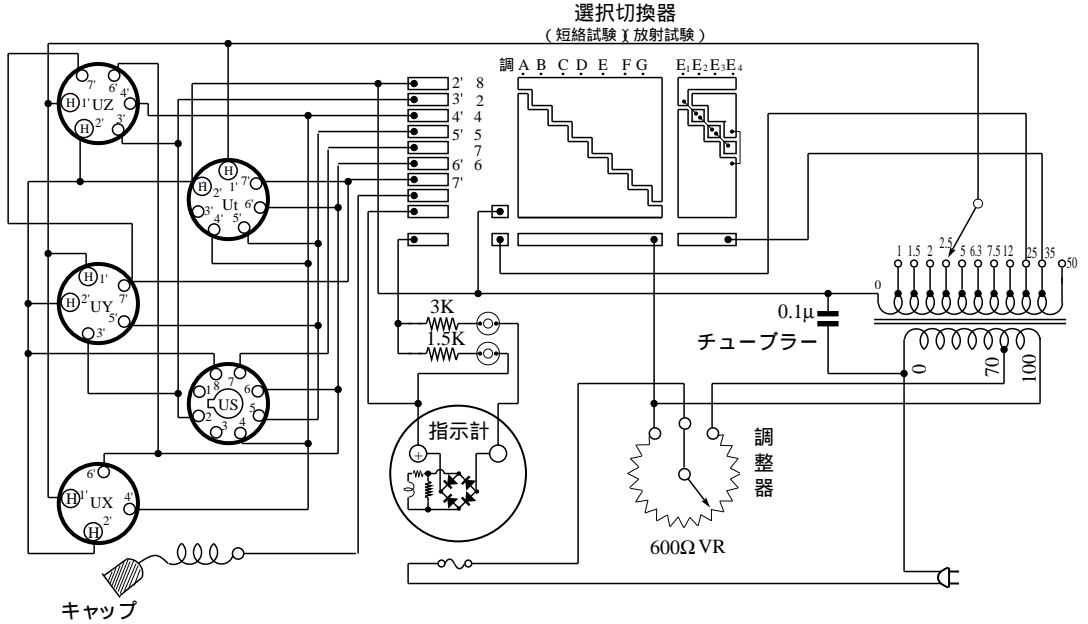 選択切換器
(短絡試験)(放射試験)
調 A B C D E F G E1 E2 E3 E4
2' 8
3' 2
4' 4
5' 5
7
6' 6
7'
7' 6' 4' 3' H 1' H 2' UZ
H 1' H 2' 3' 4' 5' 6' 7' Ut
H 1' H 2' 3' 5' 7' UY
1 2 3 4 5 6 7 8 US
6' H 1' H 2' 4' UX
キャップ
3K
1.5K
指示計
+
調整器
600Ω VR
0.1μ
チューブラー
0 1 1.5 2 2.5 5 6.3 7.5 12 25 35 50
0 70 100